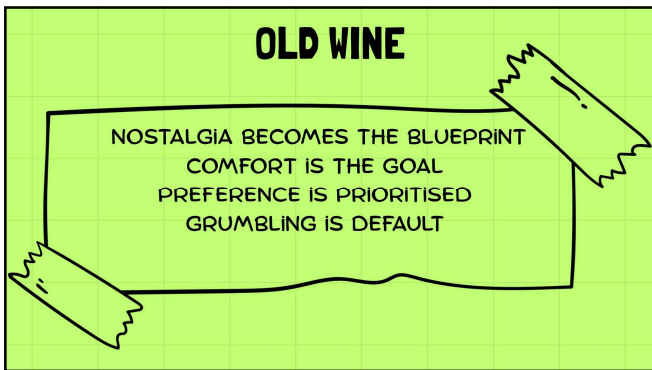 OLD WINE
NOSTALGIA BECOMES THE BLUEPRINT
COMFORT IS THE GOAL
PREFERENCE IS PRIORITISED
GRUMBLING IS DEFAULT